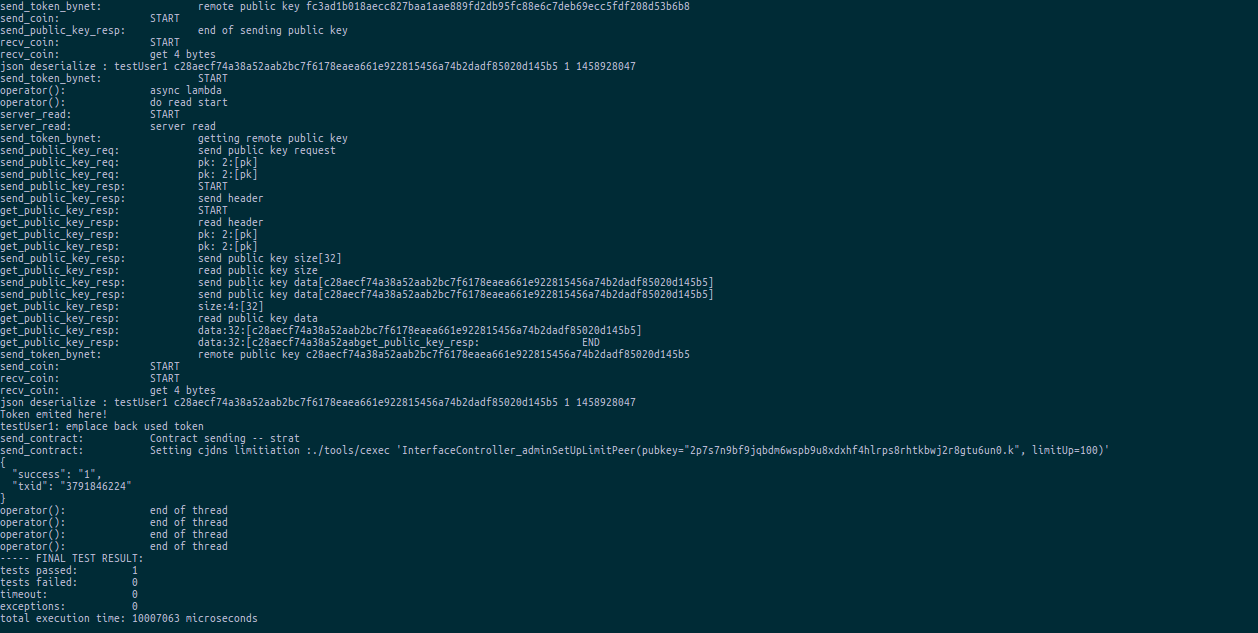 send_token_bynet: remote public key fc3ad1b018aecc827baa1aae889fd2db95fc88e6c7deb69ecc5fdf208d53b6b8
send_coin: START
send_public_key_resp: end of sending public key
recv_coin: START
recv_coin: get 4 bytes
json deserialize : testUser1 c28aecf74a38a52aab2bc7f6178eaea661e922815456a74b2dadf85020d145b5 1 1458928047
send_token_bynet: START
operator(): async lambda
operator(): do read start
server_read: START
server_read: server read
send_token_bynet: getting remote public key
send_public_key_req: send public key request
send_public_key_req: pk: 2:[pk]
send_public_key_req: pk: 2:[pk]
send_public_key_resp: START
send_public_key_resp: send header
get_public_key_resp: START
get_public_key_resp: read header
get_public_key_resp: pk: 2:[pk]
get_public_key_resp: pk: 2:[pk]
send_public_key_resp: send public key size[32]
get_public_key_resp: read public key size
send_public_key_resp: send public key data[c28aecf74a38a52aab2bc7f6178eaea661e922815456a74b2dadf85020d145b5]
send_public_key_resp: send public key data[c28aecf74a38a52aab2bc7f6178eaea661e922815456a74b2dadf85020d145b5]
get_public_key_resp: size:4:[32]
get_public_key_resp: read public key data
get_public_key_resp: data:32:[c28aecf74a38a52aab2bc7f6178eaea661e922815456a74b2dadf85020d145b5]
get_public_key_resp: data:32:[c28aecf74a38a52aabget_public_key_resp: END
send_token_bynet: remote public key c28aecf74a38a52aab2bc7f6178eaea661e922815456a74b2dadf85020d145b5
send_coin: START
recv_coin: START
recv_coin: get 4 bytes
json deserialize : testUser1 c28aecf74a38a52aab2bc7f6178eaea661e922815456a74b2dadf85020d145b5 1 1458928047
Token emited here!
testUser1: emplace back used token
send_contract: Contract sending -- strat
send_contract: Setting cjdns limitiation :./tools/cexec 'InterfaceController_adminSetUpLimitPeer(pubkey="2p7s7n9bf9jqbdm6wspb9u8xdxhf4hlrps8rhtkbwj2r8gtu6un0.k", limitUp=100)'
{
"success": "1",
"txid": "3791846224"
}
operator(): end of thread
operator(): end of thread
operator(): end of thread
operator(): end of thread
----- FINAL TEST RESULT:
tests passed: 1
tests failed: 0
timeout: 0
exceptions: 0
total execution time: 10007063 microseconds